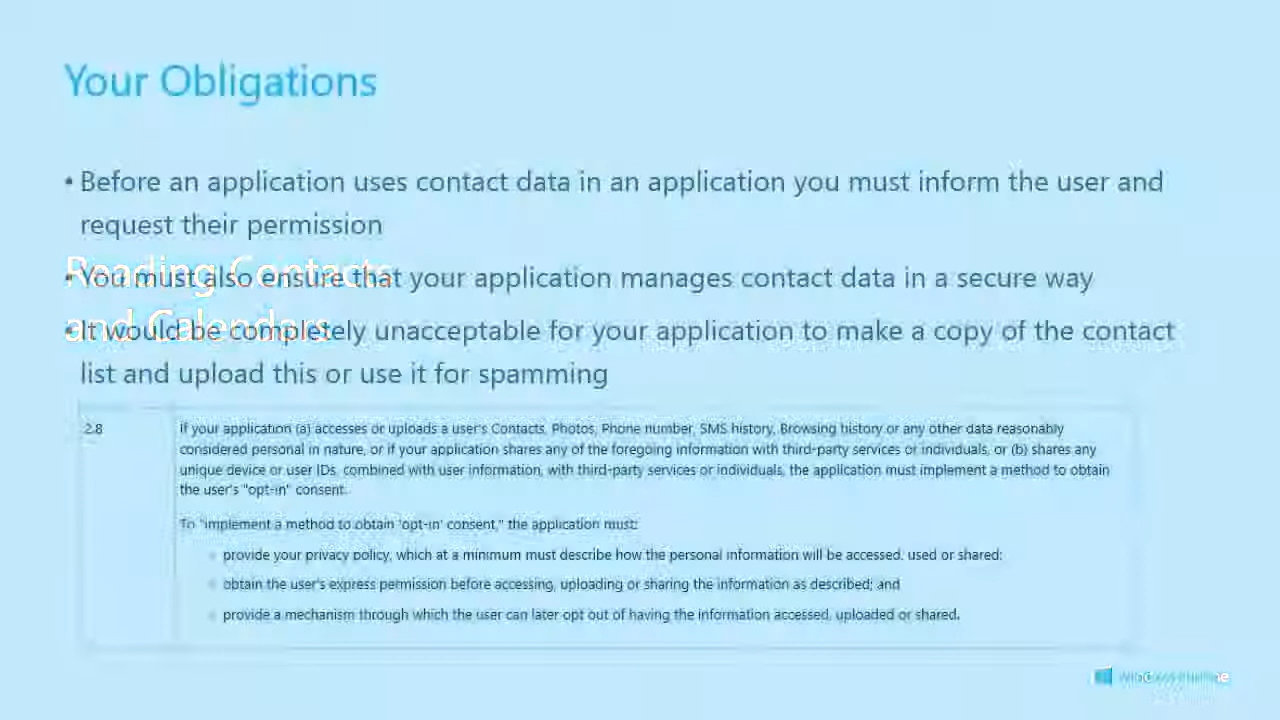 Your Obligations
• Before an application uses contact data in an application you must inform the user and
request their permission
Reading Contacts
• You must also ensure that your application manages contact data in a secure way
and Calendars
• It would be completely unacceptable for your application to make a copy of the contact
list and upload this or use it for spamming
2.8
If your application (a) accesses or uploads a user's Contacts, Photos, Phone number, SMS history, Browsing history or any other data reasonably
considered personal in nature, or if your application shares any of the foregoing information with third-party services or individuals, or (b) shares any
unique device or user IDs, combined with user information, with third-party services or individuals, the application must implement a method to obtain
the user's "opt-in" consent.
To "implement a method to obtain 'opt-in' consent," the application must:
provide your privacy policy, which at a minimum must describe how the personal information will be accessed, used or shared;
obtain the user's express permission before accessing, uploading or sharing the information as described; and
provide a mechanism through which the user can later opt out of having the information accessed, uploaded or shared.
Windows Phone